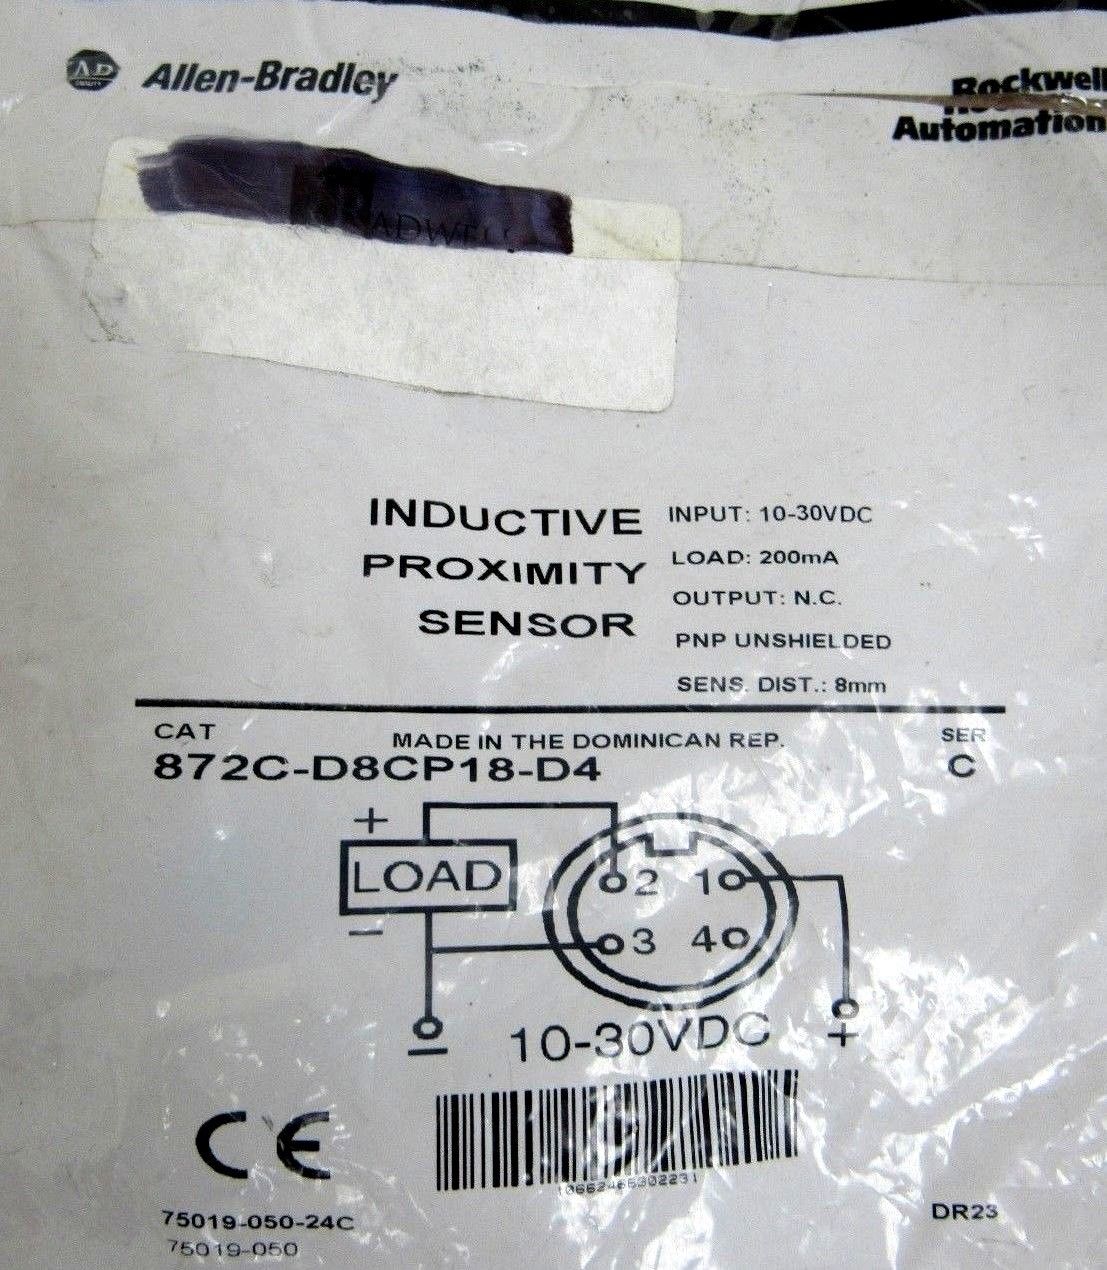 Allen-Bradley
Rockwell
Automation
ADWEL
INDUCTIVE
PROXIMITY
SENSOR
INPUT: 10-30VDC
LOAD: 200mA
OUTPUT: N.C.
PNP UNSHIELDED
SENS. DIST.: 8mm
CAT
MADE IN THE DOMINICAN REP.
SER
872C-D8CP18-D4
C
+
LOAD
2 1
3 4
−
10-30VDC
−
+
CE
75019-050-24C
75019-050
DR23